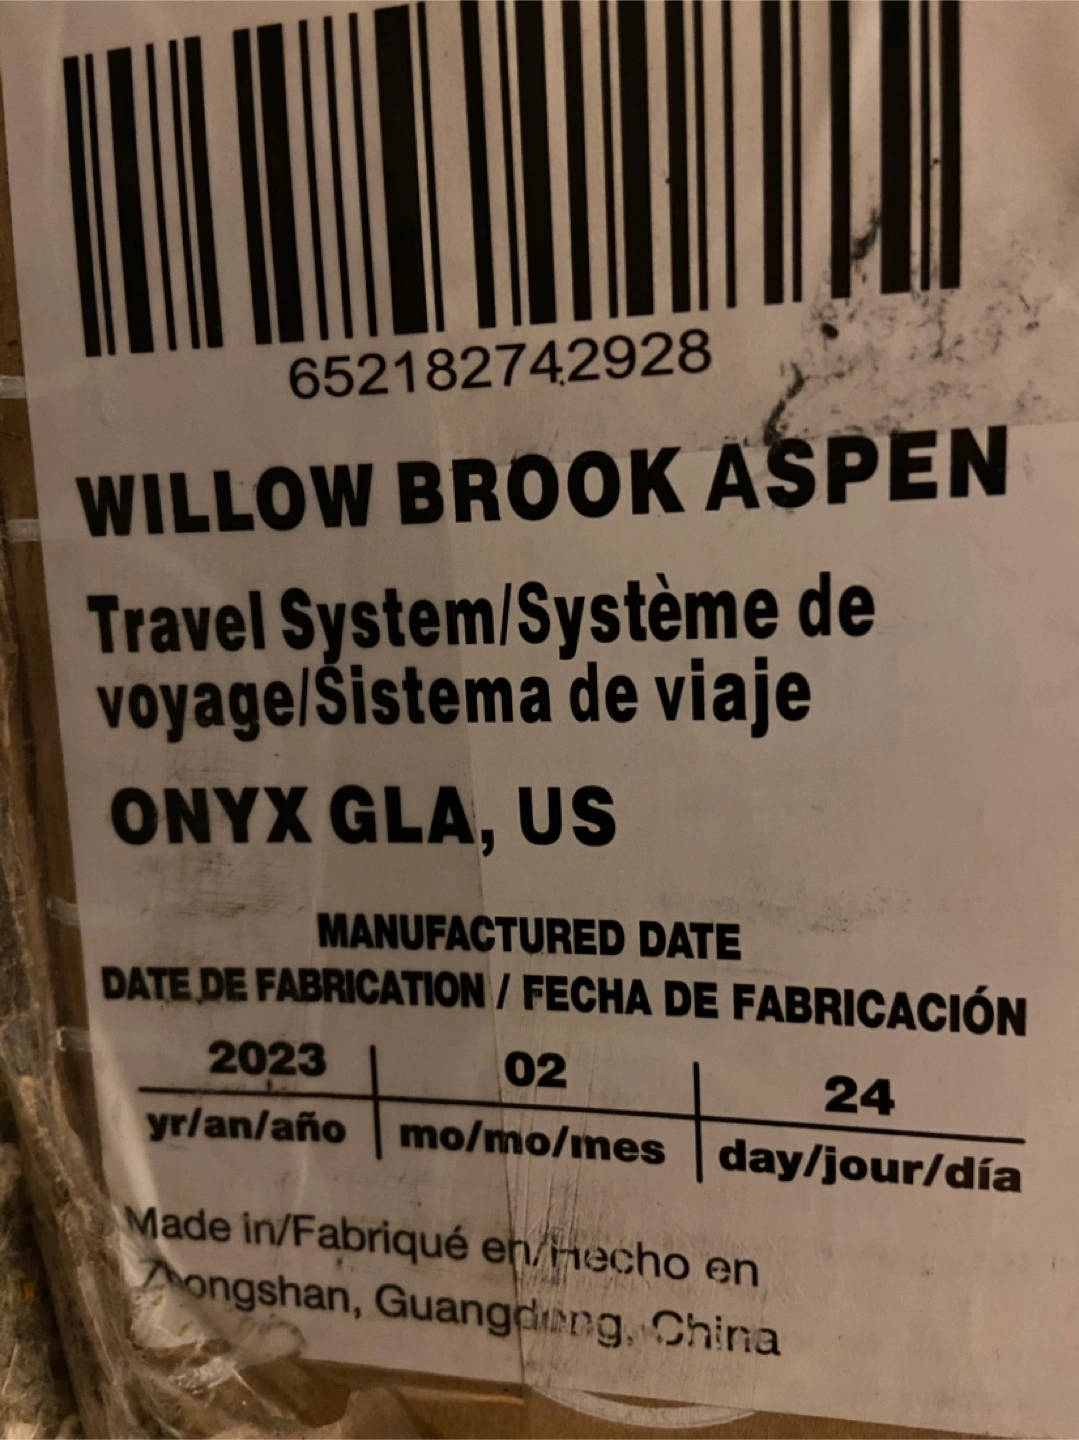 652182742928
WILLOW BROOK ASPEN
Travel System/Système de
voyage/Sistema de viaje
ONYX GLA, US
MANUFACTURED DATE
DATE DE FABRICATION / FECHA DE FABRICACIÓN
2023 02 24
yr/an/año mo/mo/mes day/jour/día
Made in/Fabriqué en/Hecho en
Zhongshan, Guangdong, China